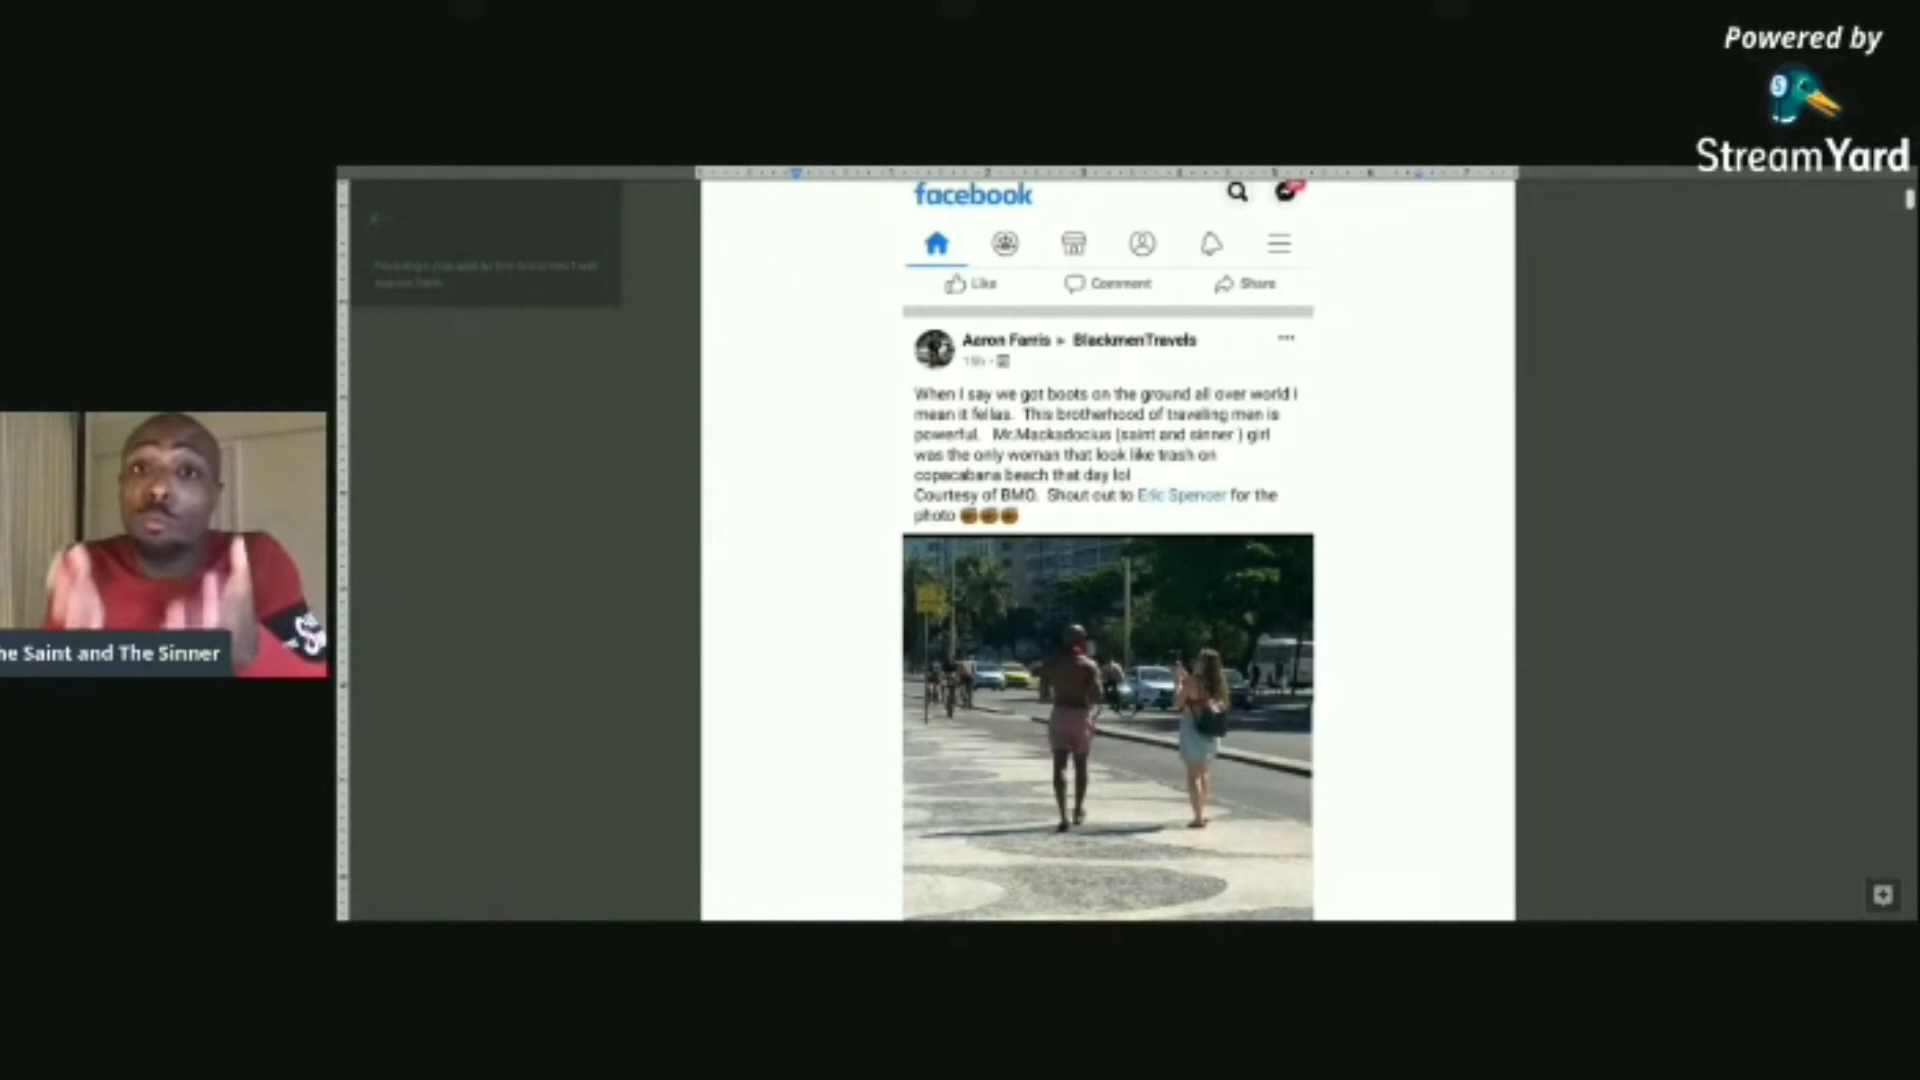 Powered by
StreamYard
facebook
Like
Comment
Share
Aaron Farris ▸ BlackmenTravels
15h
When I say we got boots on the ground all over world I
mean it fellas. This brotherhood of traveling men is
powerful. Mr.Mackadocius (saint and sinner ) girl
was the only woman that look like trash on
copacabana beach that day lol
Courtesy of BMO. Shout out to Eric Spencer for the
photo
he Saint and The Sinner